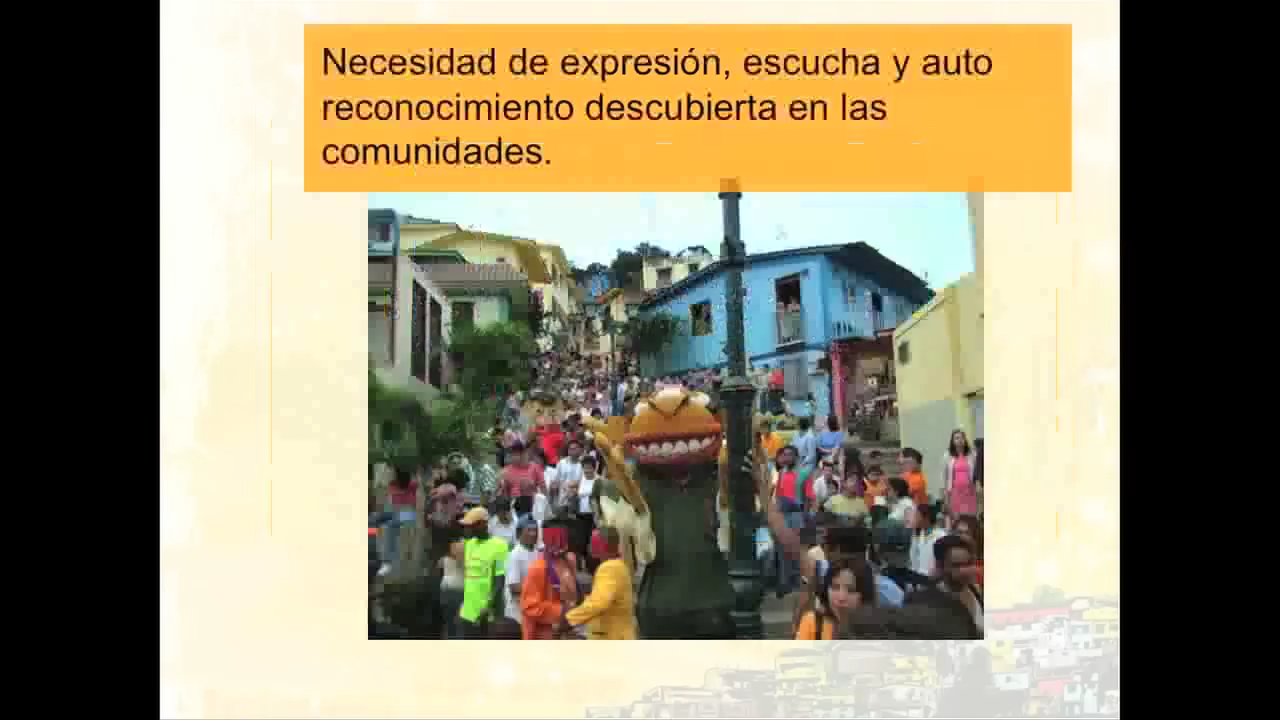 Necesidad de expresión, escucha y auto
reconocimiento descubierta en las
comunidades.